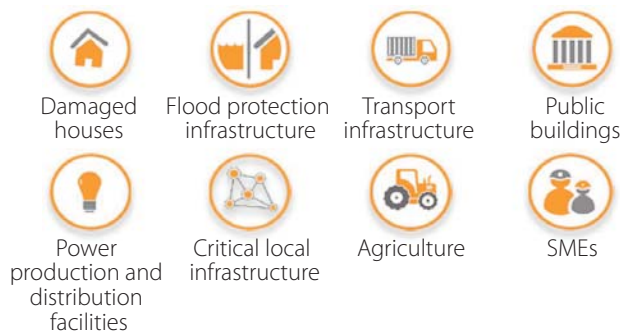 Damaged
houses
Flood protection
infrastructure
Transport
infrastructure
Public
buildings
Power
production and
distribution
facilities
Critical local
infrastructure
Agriculture
SMEs